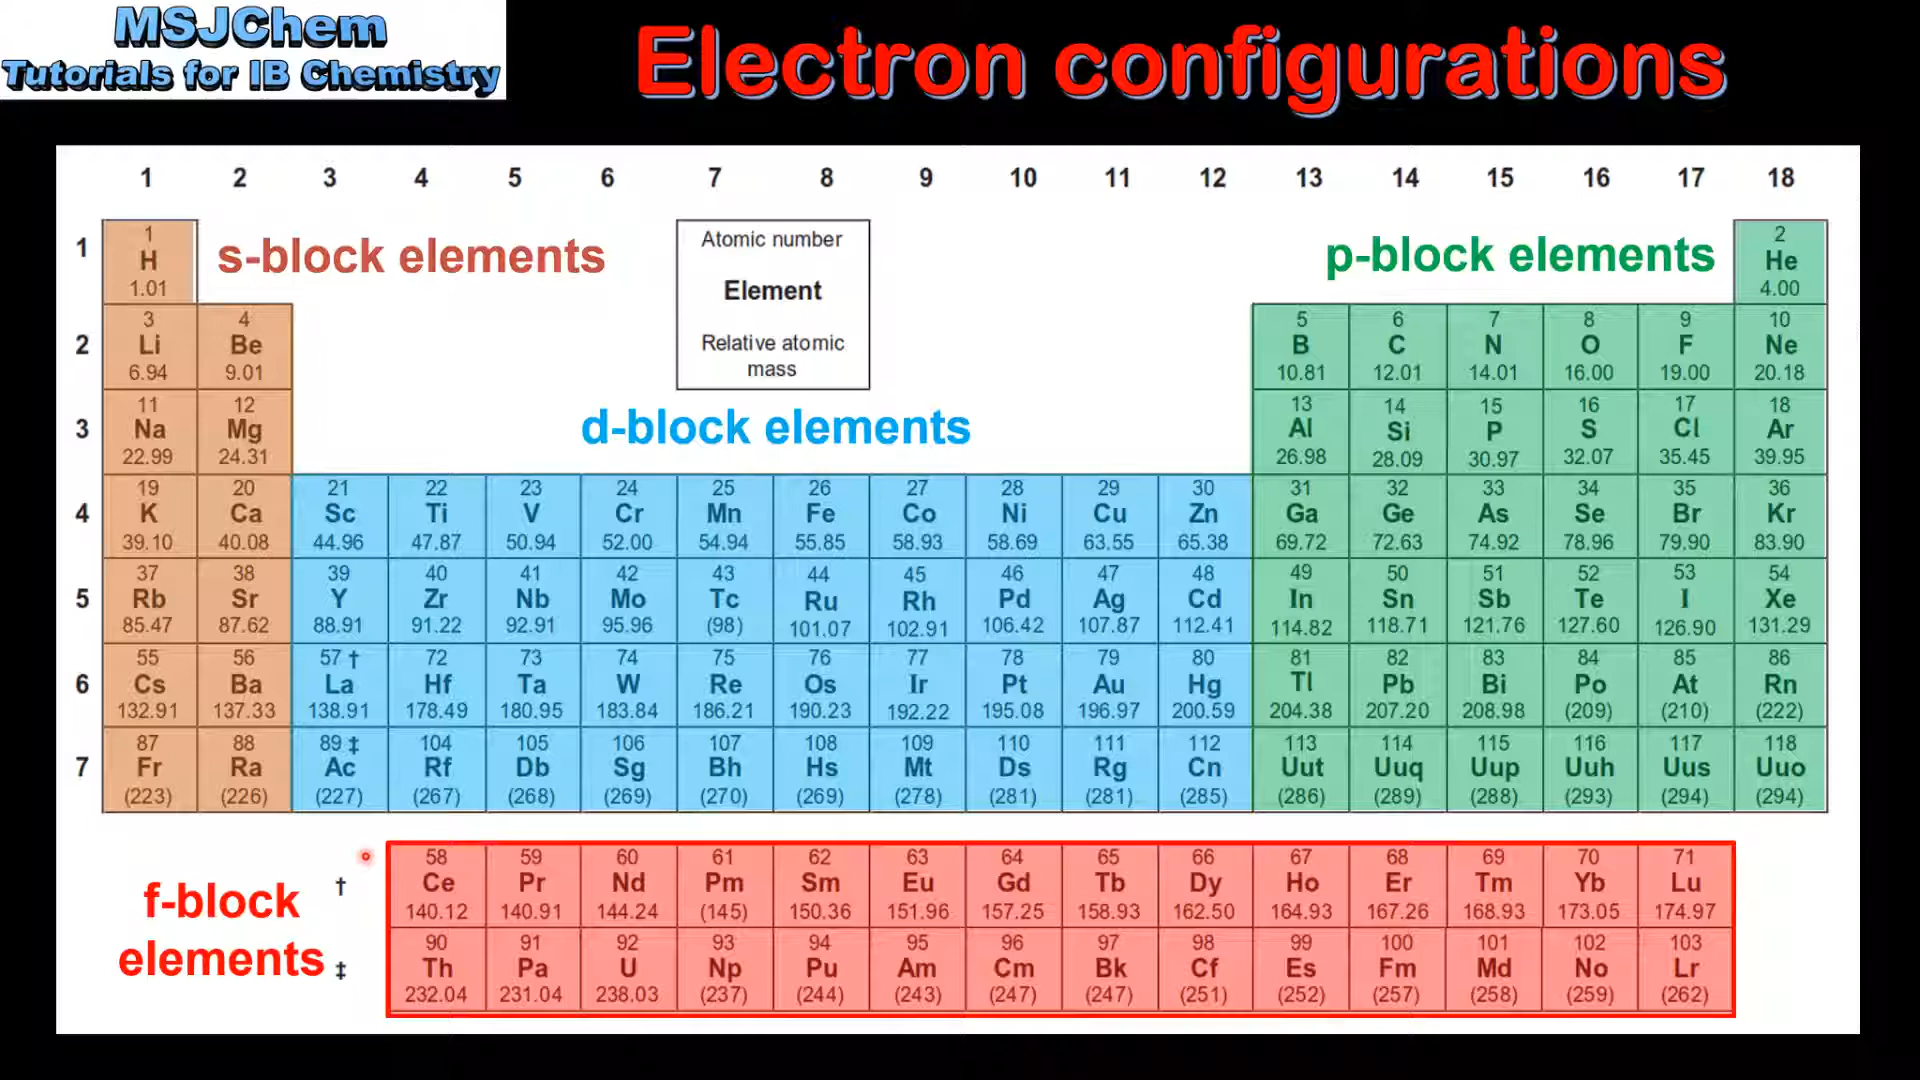 MSJChem
Tutorials for IB Chemistry
Electron configurations
1 2 3 4 5 6 7 8 9 10 11 12 13 14 15 16 17 18
s-block elements
p-block elements
d-block elements
f-block
elements
Atomic number
Element
Relative atomic
mass
1
1 2
H He
1.01 4.00
2
3 4 5 6 7 8 9 10
Li Be B C N O F Ne
6.94 9.01 10.81 12.01 14.01 16.00 19.00 20.18
3
11 12 13 14 15 16 17 18
Na Mg Al Si P S Cl Ar
22.99 24.31 26.98 28.09 30.97 32.07 35.45 39.95
4
19 20 21 22 23 24 25 26 27 28 29 30 31 32 33 34 35 36
K Ca Sc Ti V Cr Mn Fe Co Ni Cu Zn Ga Ge As Se Br Kr
39.10 40.08 44.96 47.87 50.94 52.00 54.94 55.85 58.93 58.69 63.55 65.38 69.72 72.63 74.92 78.96 79.90 83.90
5
37 38 39 40 41 42 43 44 45 46 47 48 49 50 51 52 53 54
Rb Sr Y Zr Nb Mo Tc Ru Rh Pd Ag Cd In Sn Sb Te I Xe
85.47 87.62 88.91 91.22 92.91 95.96 (98) 101.07 102.91 106.42 107.87 112.41 114.82 118.71 121.76 127.60 126.90 131.29
6
55 56 57 † 72 73 74 75 76 77 78 79 80 81 82 83 84 85 86
Cs Ba La Hf Ta W Re Os Ir Pt Au Hg Tl Pb Bi Po At Rn
132.91 137.33 138.91 178.49 180.95 183.84 186.21 190.23 192.22 195.08 196.97 200.59 204.38 207.20 208.98 (209) (210) (222)
7
87 88 89 ‡ 104 105 106 107 108 109 110 111 112 113 114 115 116 117 118
Fr Ra Ac Rf Db Sg Bh Hs Mt Ds Rg Cn Uut Uuq Uup Uuh Uus Uuo
(223) (226) (227) (267) (268) (269) (270) (269) (278) (281) (281) (285) (286) (289) (288) (293) (294) (294)
†
58 59 60 61 62 63 64 65 66 67 68 69 70 71
Ce Pr Nd Pm Sm Eu Gd Tb Dy Ho Er Tm Yb Lu
140.12 140.91 144.24 (145) 150.36 151.96 157.25 158.93 162.50 164.93 167.26 168.93 173.05 174.97
‡
90 91 92 93 94 95 96 97 98 99 100 101 102 103
Th Pa U Np Pu Am Cm Bk Cf Es Fm Md No Lr
232.04 231.04 238.03 (237) (244) (243) (247) (247) (251) (252) (257) (258) (259) (262)